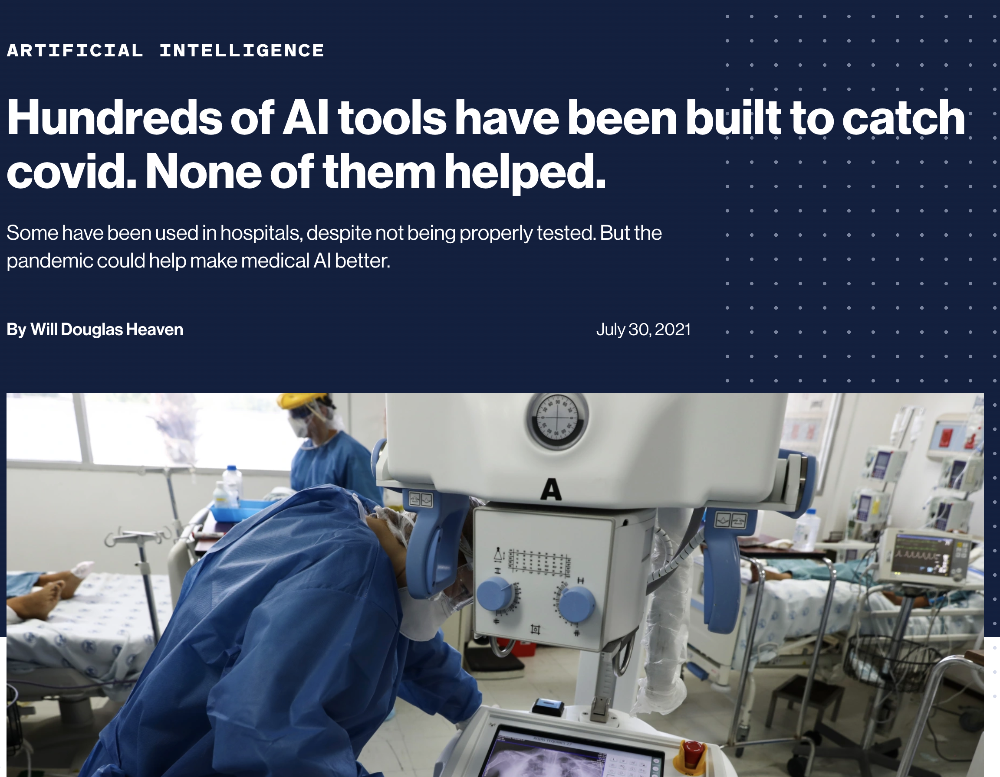 ARTIFICIAL INTELLIGENCE
Hundreds of AI tools have been built to catch
covid. None of them helped.
Some have been used in hospitals, despite not being properly tested. But the
pandemic could help make medical AI better.
By Will Douglas Heaven
July 30, 2021
A